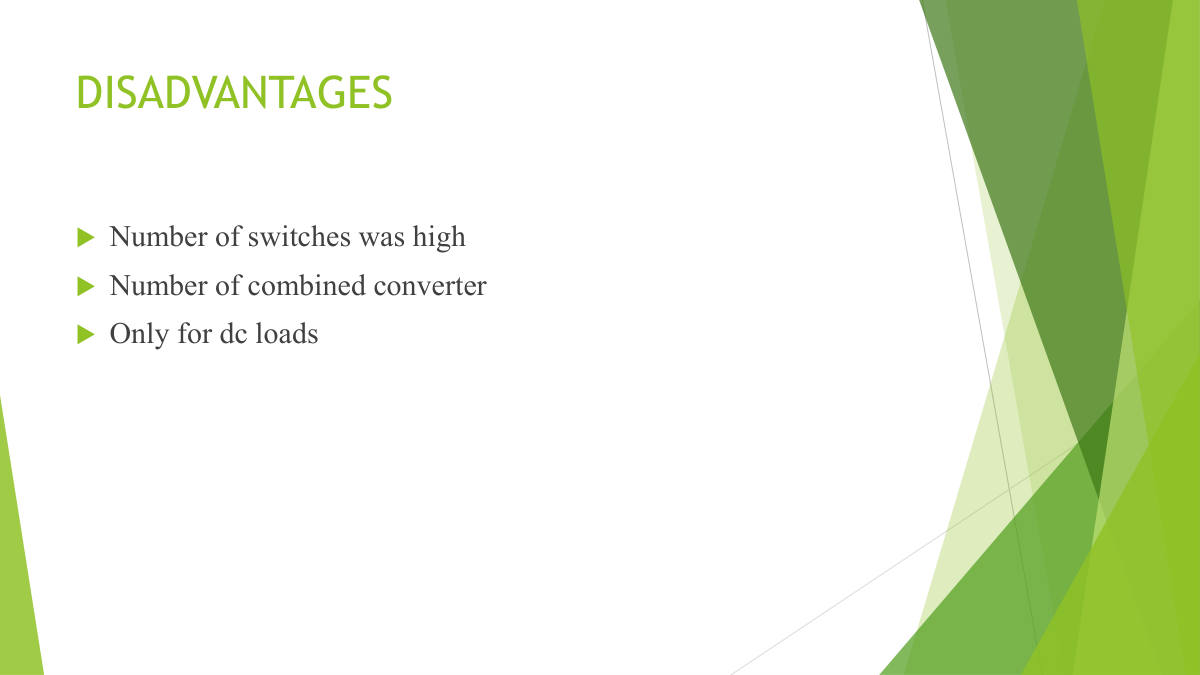 DISADVANTAGES
Number of switches was high
Number of combined converter
Only for dc loads